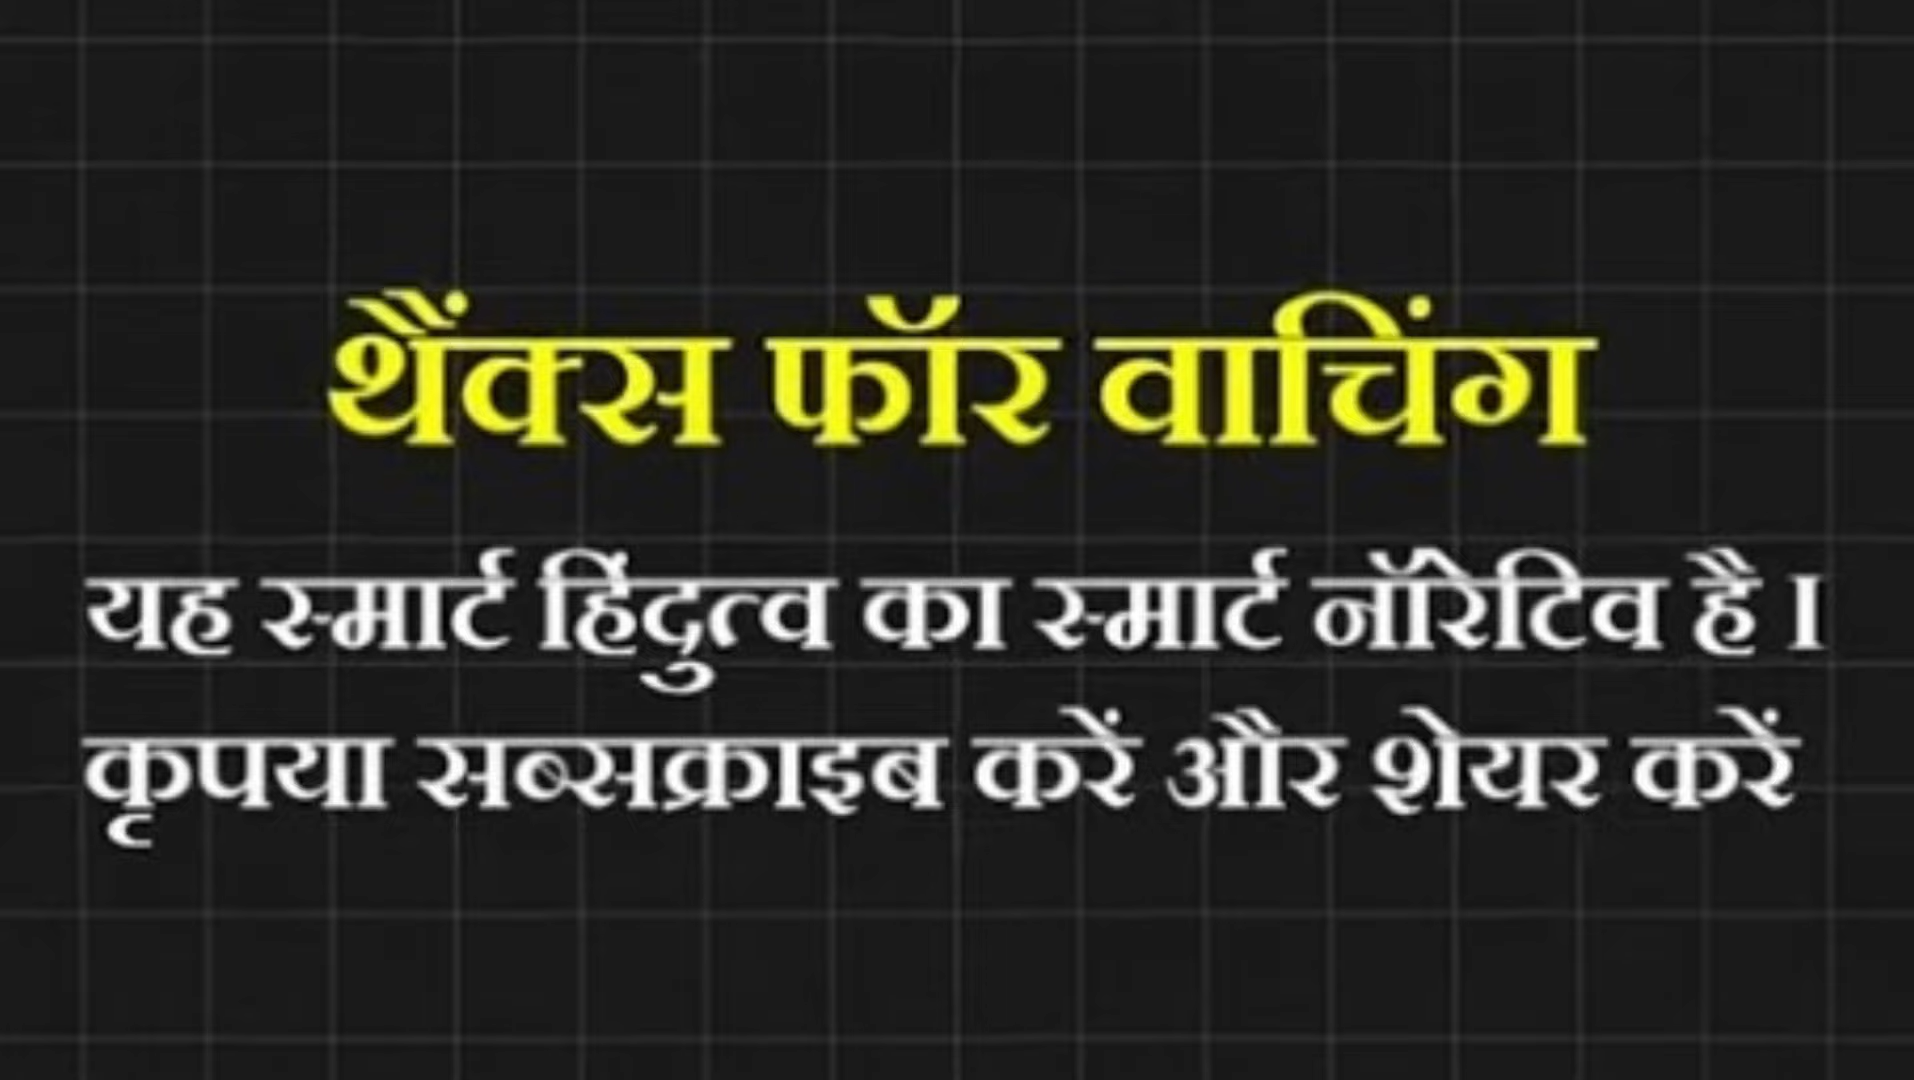 थैंक्स फॉर वाचिंग
यह स्मार्ट हिंदुत्व का स्मार्ट नॉरेटिव है ।
कृपया सब्सक्राइब करें और शेयर करें